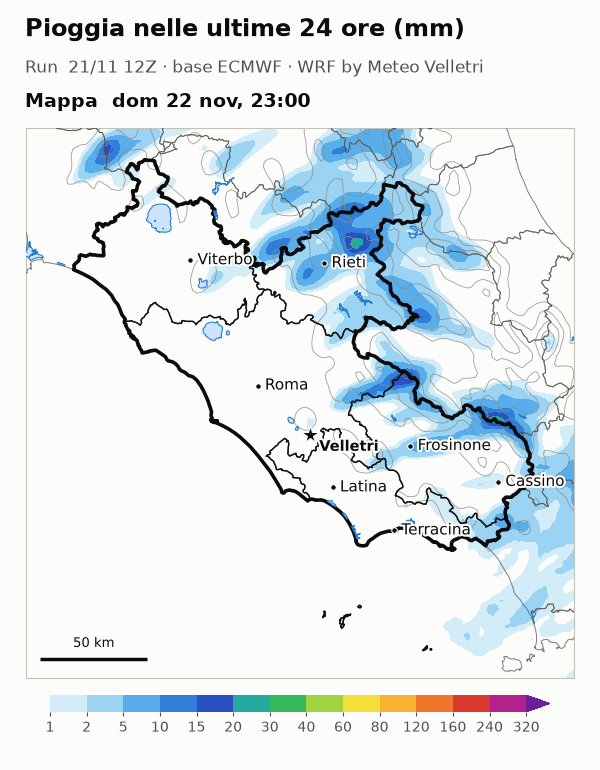 Pioggia nelle ultime 24 ore (mm)
Run  21/11 12Z · base ECMWF · WRF by Meteo Velletri
Mappa  dom 22 nov, 23:00
Viterbo
Rieti
Roma
Velletri
Frosinone
Latina
Cassino
Terracina
50 km
1 2 5 10 15 20 30 40 60 80 120 160 240 320